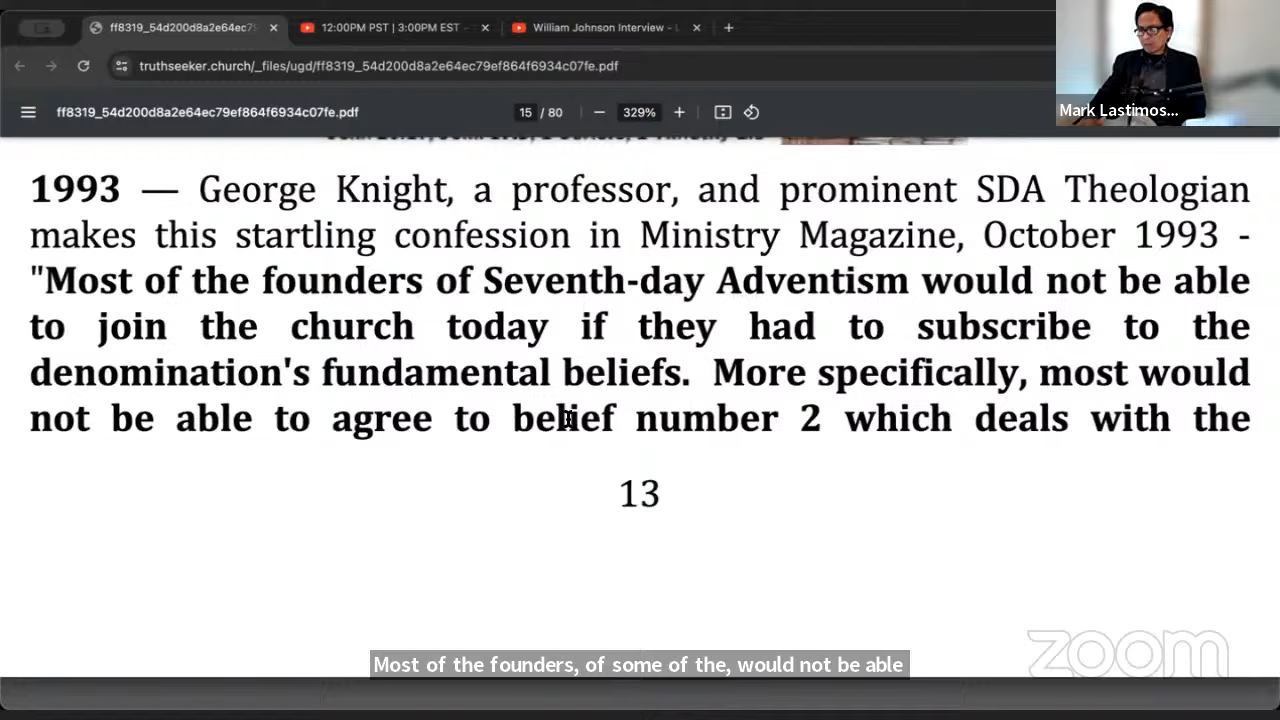 ff8319_54d200d8a2e64ec75
12:00PM PST | 3:00PM EST -
William Johnson Interview - L
truthseeker.church/_files/ugd/ff8319_54d200d8a2e64ec79ef864f6934c07fe.pdf
ff8319_54d200d8a2e64ec79ef864f6934c07fe.pdf
15 / 80
329%
Mark Lastimos...
1993 — George Knight, a professor, and prominent SDA Theologian
makes this startling confession in Ministry Magazine, October 1993 -
"Most of the founders of Seventh-day Adventism would not be able
to join the church today if they had to subscribe to the
denomination's fundamental beliefs. More specifically, most would
not be able to agree to belief number 2 which deals with the
13
zoom
Most of the founders, of some of the, would not be able